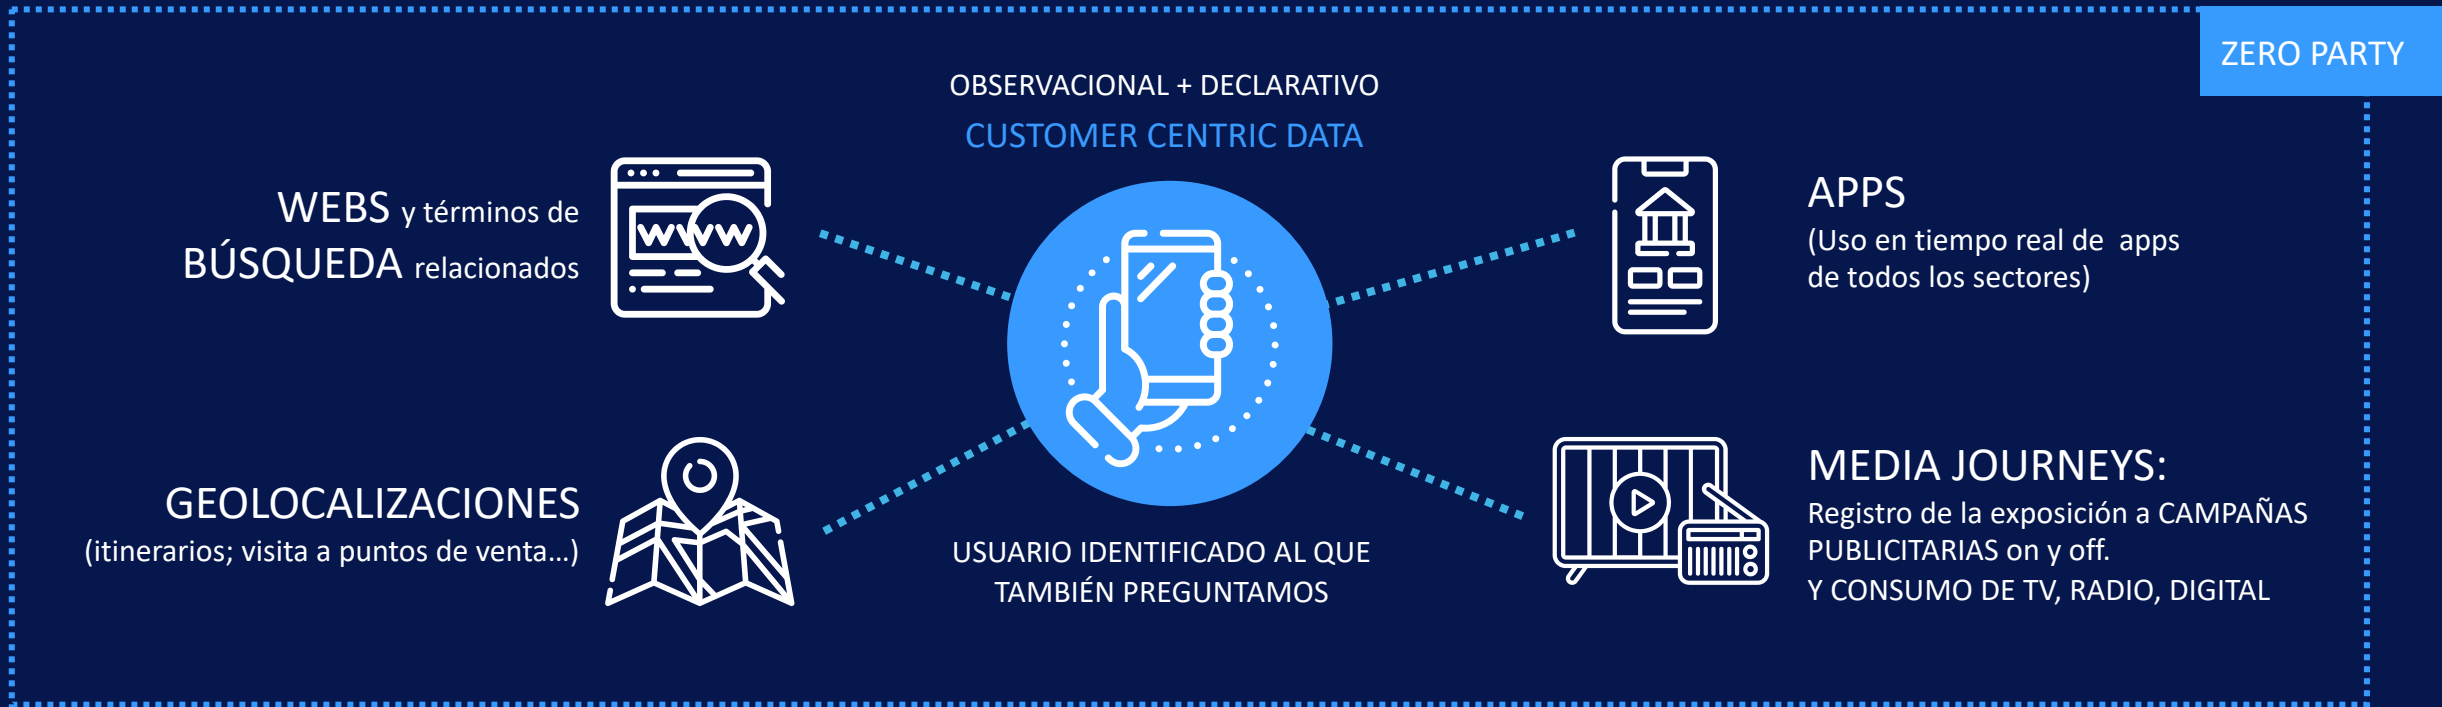 ZERO PARTY
OBSERVACIONAL + DECLARATIVO
CUSTOMER CENTRIC DATA
WEBS y términos de
BÚSQUEDA relacionados
WWW
APPS
(Uso en tiempo real de apps
de todos los sectores)
GEOLOCALIZACIONES
(itinerarios; visita a puntos de venta...)
USUARIO IDENTIFICADO AL QUE
TAMBIÉN PREGUNTAMOS
MEDIA JOURNEYS:
Registro de la exposición a CAMPAÑAS
PUBLICITARIAS on y off.
Y CONSUMO DE TV, RADIO, DIGITAL